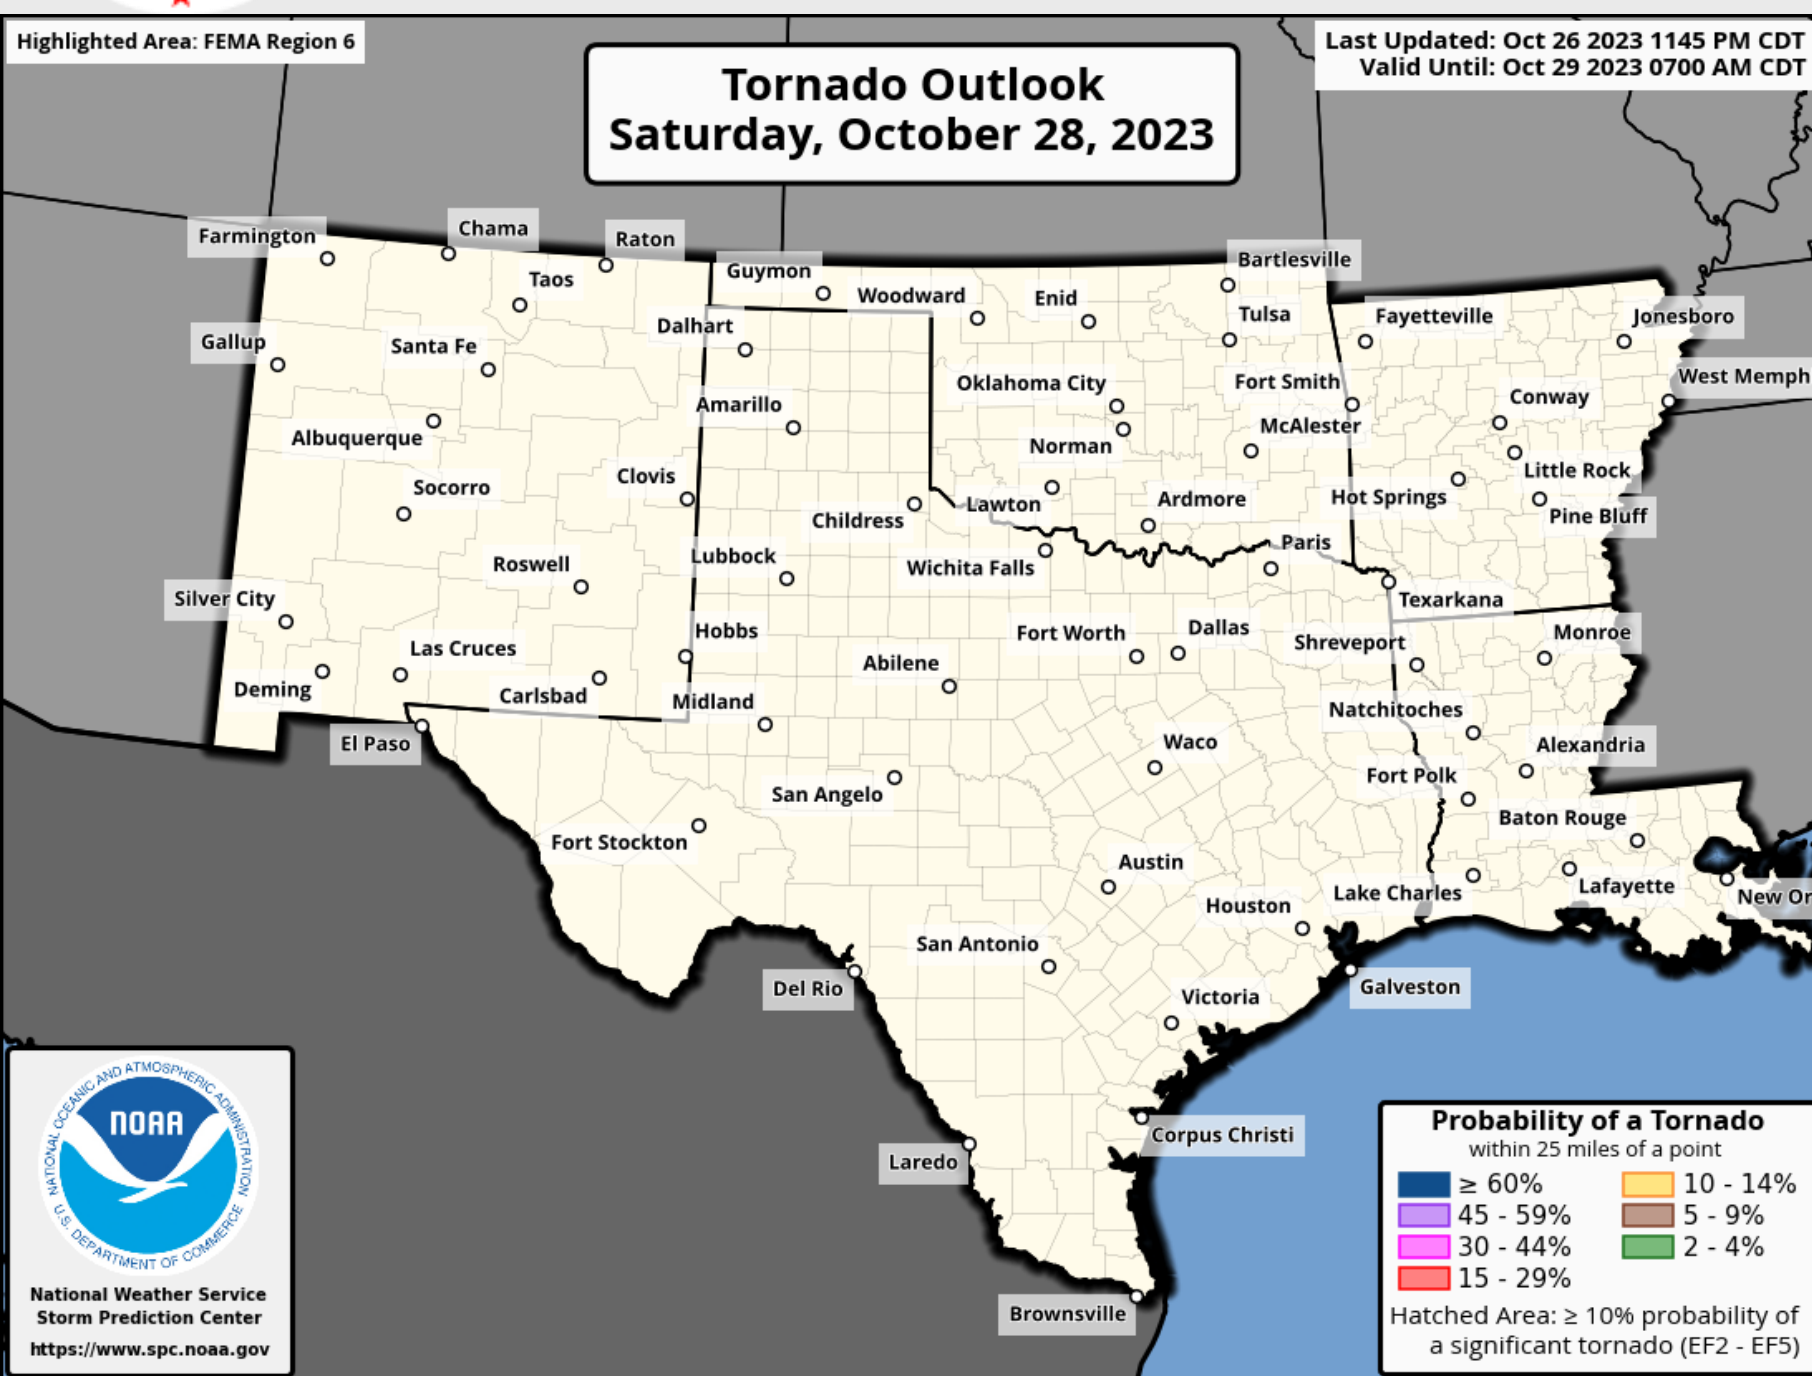 Highlighted Area: FEMA Region 6
Tornado Outlook
Saturday, October 28, 2023
Last Updated: Oct 26 2023 1145 PM CDT
Valid Until: Oct 29 2023 0700 AM CDT
Farmington
Chama
Raton
Taos
Guymon
Woodward
Enid
Bartlesville
Tulsa
Fayetteville
Jonesboro
Dalhart
Gallup
Santa Fe
West Memph
Oklahoma City
Fort Smith
Conway
Amarillo
Albuquerque
Norman
McAlester
Little Rock
Socorro
Clovis
Childress
Lawton
Ardmore
Hot Springs
Pine Bluff
Roswell
Lubbock
Wichita Falls
Paris
Texarkana
Silver City
Las Cruces
Hobbs
Fort Worth
Dallas
Shreveport
Monroe
Deming
Carlsbad
Midland
Abilene
Natchitoches
El Paso
Waco
Alexandria
San Angelo
Fort Polk
Fort Stockton
Baton Rouge
Austin
Houston
Lake Charles
Lafayette
New Or
San Antonio
Del Rio
Victoria
Galveston
Corpus Christi
Laredo
Brownsville
NATIONAL OCEANIC AND ATMOSPHERIC ADMINISTRATION
NOAA
U.S. DEPARTMENT OF COMMERCE
National Weather Service
Storm Prediction Center
https://www.spc.noaa.gov
Probability of a Tornado
within 25 miles of a point
≥ 60% 10 - 14%
45 - 59% 5 - 9%
30 - 44% 2 - 4%
15 - 29%
Hatched Area: ≥ 10% probability of
a significant tornado (EF2 - EF5)